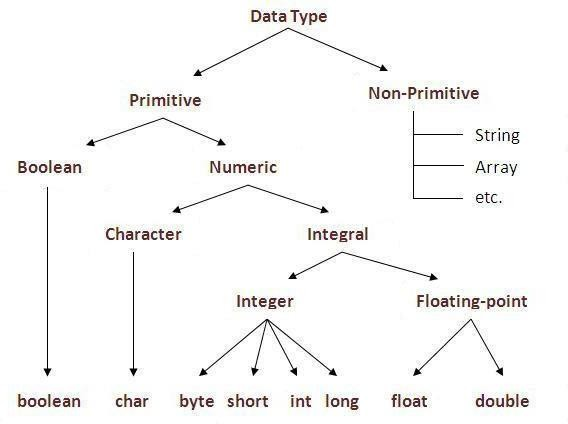 Data Type
Primitive
Non-Primitive
String
Array
etc.
Boolean
Numeric
Character
Integral
Integer
Floating-point
boolean char byte short int long float double